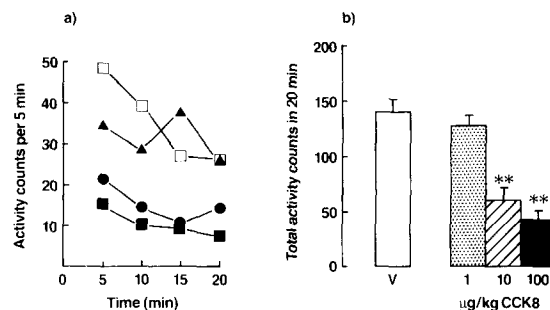 a)
Activity counts per 5 min
50
40
30
20
10
0 5 10 15 20
Time (min)
b)
Total activity counts in 20 min
200
150
100
50
0
**
**
V 1 10 100
µg/kg CCK8